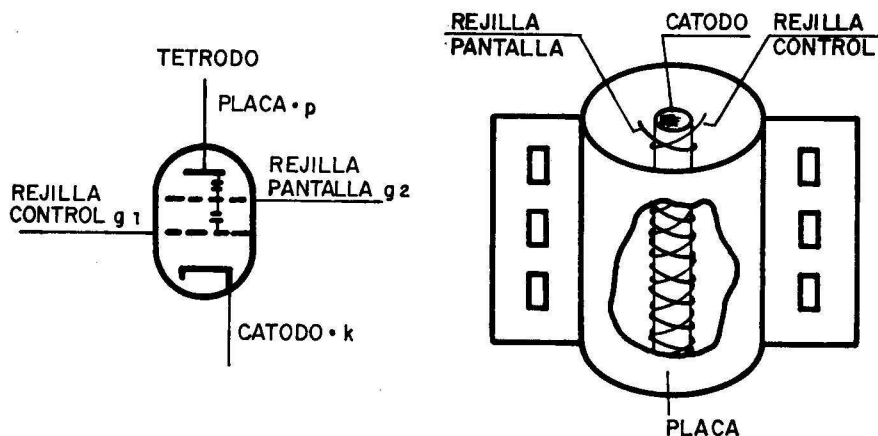 TETRODO
PLACA • p
REJILLA
CONTROL g1
REJILLA
PANTALLA g2
CATODO • k
REJILLA
PANTALLA
CATODO
REJILLA
CONTROL
PLACA